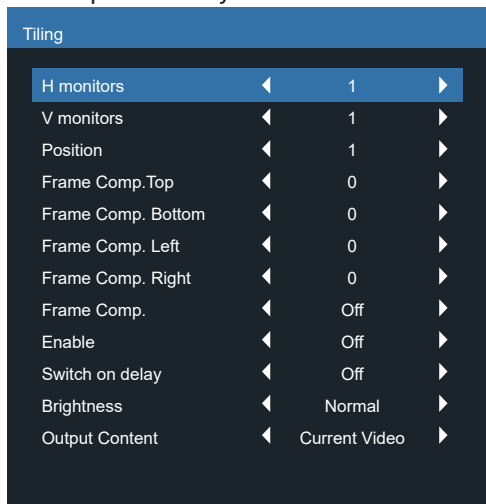 Tiling
H monitors 1
V monitors 1
Position 1
Frame Comp.Top 0
Frame Comp. Bottom 0
Frame Comp. Left 0
Frame Comp. Right 0
Frame Comp. Off
Enable Off
Switch on delay Off
Brightness Normal
Output Content Current Video